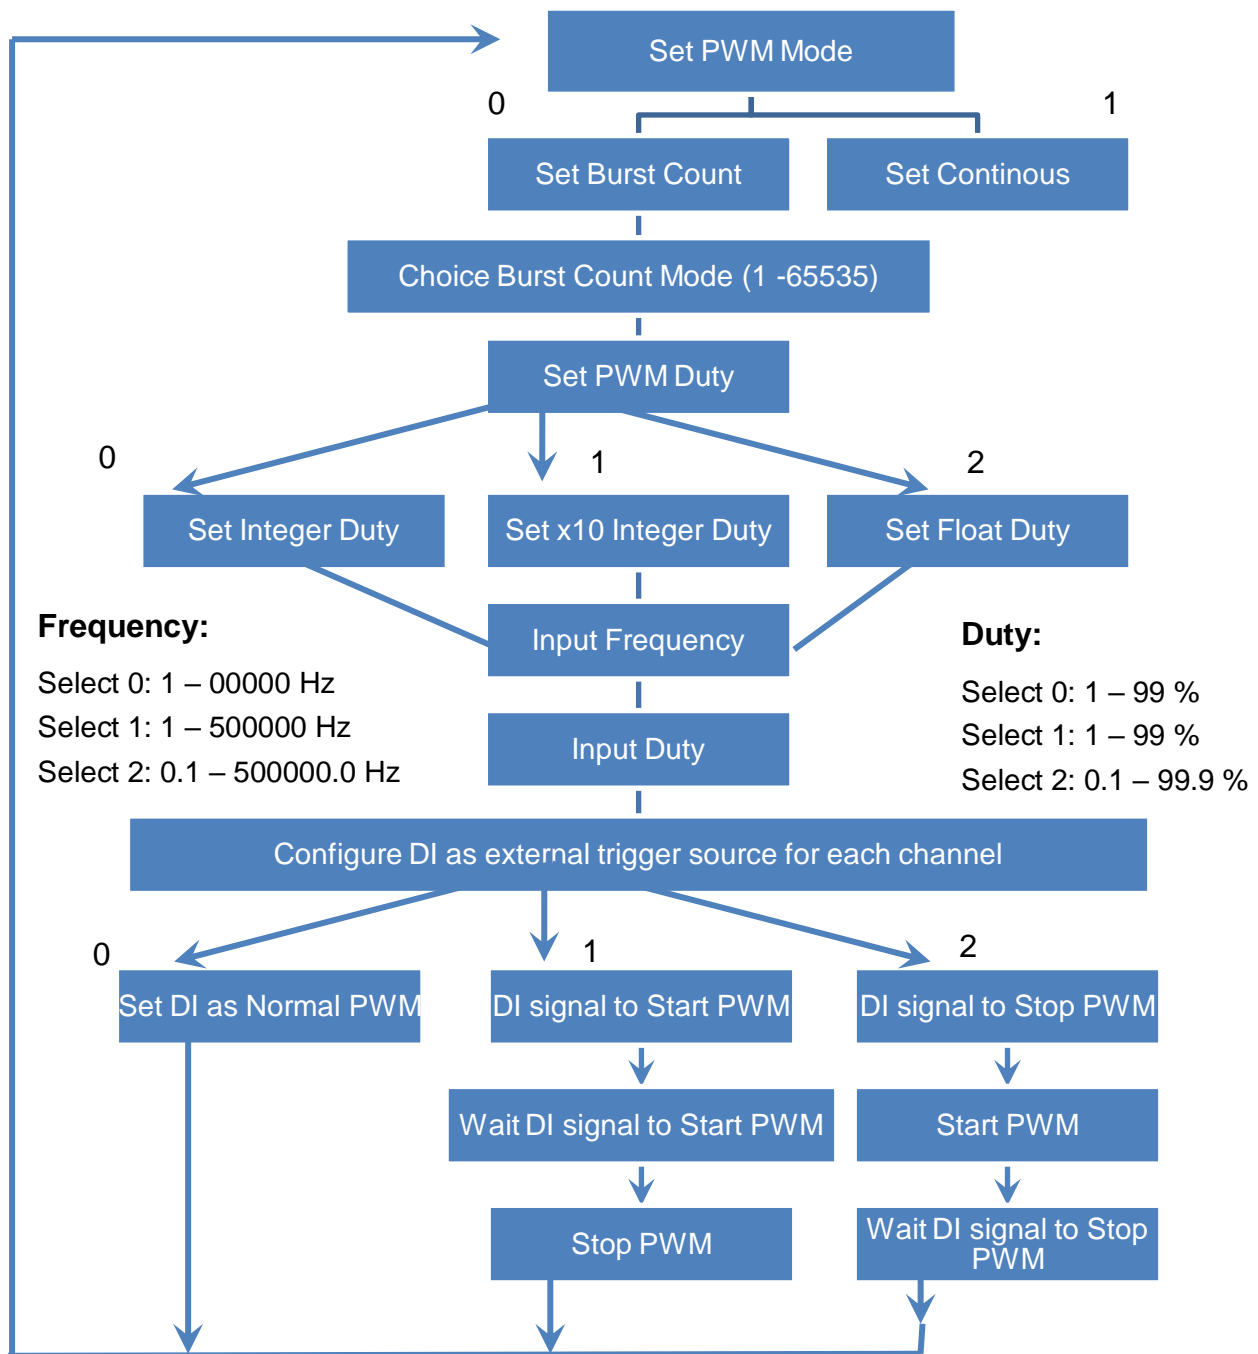 Set PWM Mode
0
1
Set Burst Count
Set Continous
Choice Burst Count Mode (1 -65535)
Set PWM Duty
0
1
2
Set Integer Duty
Set x10 Integer Duty
Set Float Duty
Frequency:
Select 0: 1 – 00000 Hz
Select 1: 1 – 500000 Hz
Select 2: 0.1 – 500000.0 Hz
Input Frequency
Input Duty
Duty:
Select 0: 1 – 99 %
Select 1: 1 – 99 %
Select 2: 0.1 – 99.9 %
Configure DI as external trigger source for each channel
0
1
2
Set DI as Normal PWM
DI signal to Start PWM
DI signal to Stop PWM
Wait DI signal to Start PWM
Start PWM
Stop PWM
Wait DI signal to Stop
PWM